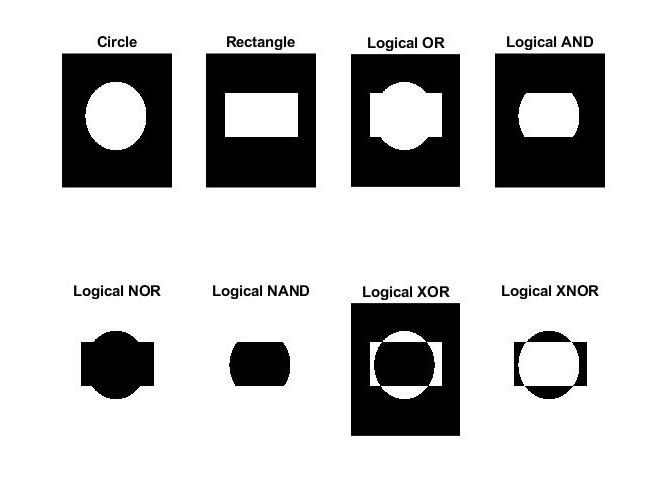 Circle
Rectangle
Logical OR
Logical AND
Logical NOR
Logical NAND
Logical XOR
Logical XNOR